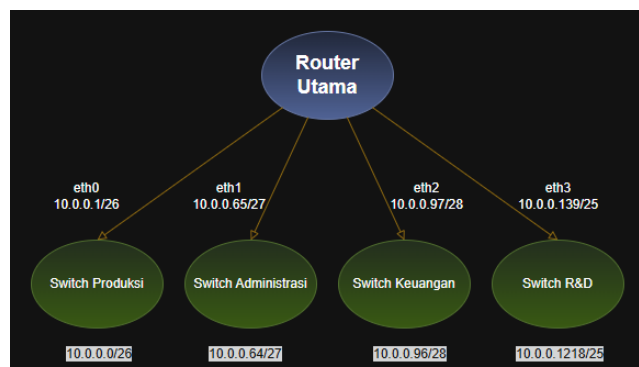 Router
Utama
eth0
10.0.0.1/26
eth1
10.0.0.65/27
eth2
10.0.0.97/28
eth3
10.0.0.139/25
Switch Produksi
Switch Administrasi
Switch Keuangan
Switch R&D
10.0.0.0/26
10.0.0.64/27
10.0.0.96/28
10.0.0.1218/25